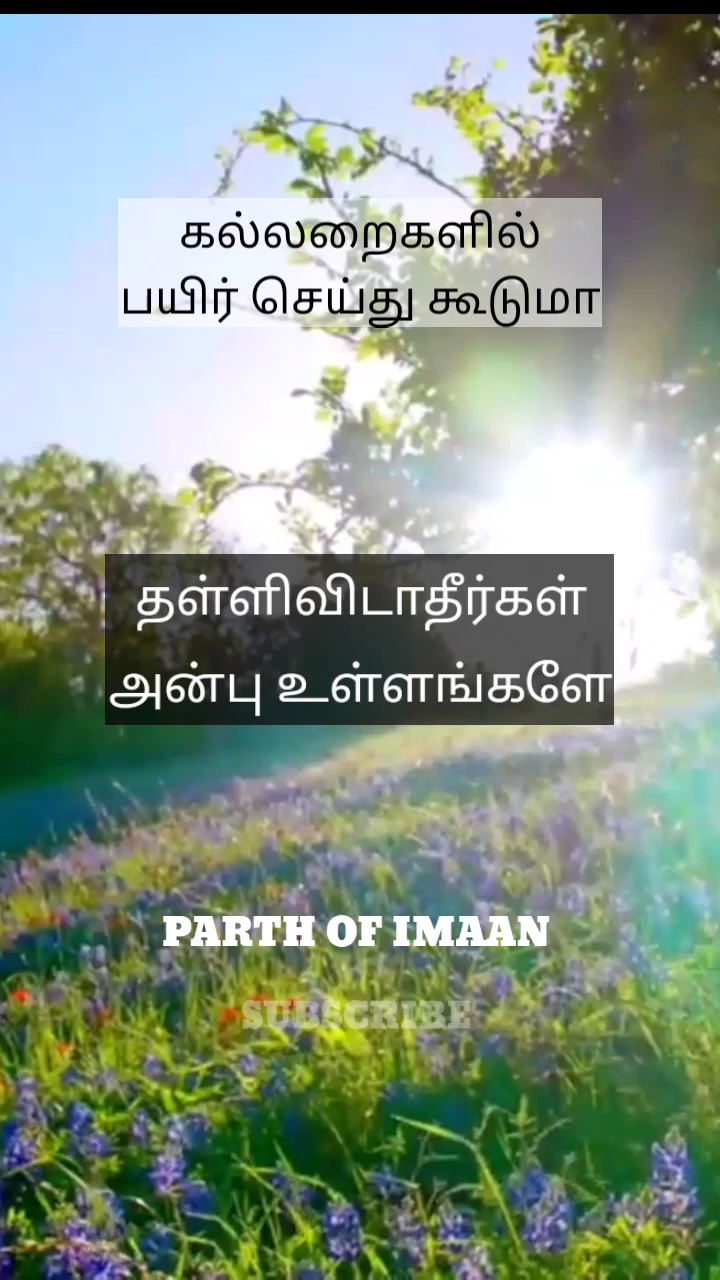 கல்லறைகளில்
பயிர் செய்து கூடுமா
தள்ளிவிடாதீர்கள்
அன்பு உள்ளங்களே
PARTH OF IMAAN
SUBSCRIBE